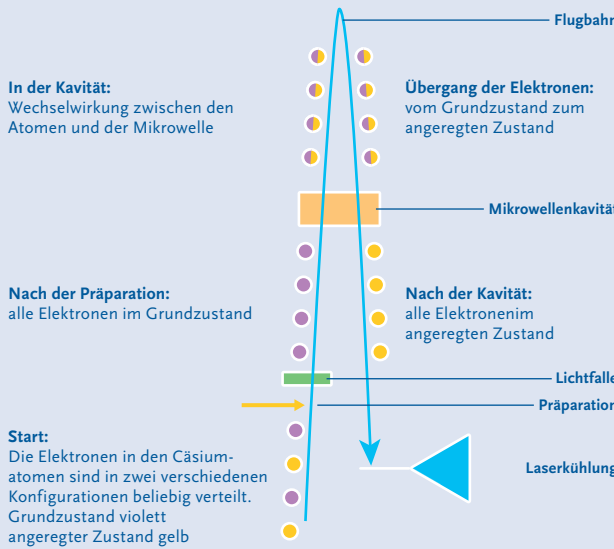 Flugbahn
In der Kavität:
Wechselwirkung zwischen den
Atomen und der Mikrowelle
Übergang der Elektronen:
vom Grundzustand zum
angeregten Zustand
Mikrowellenkavität
Nach der Präparation:
alle Elektronen im Grundzustand
Nach der Kavität:
alle Elektronenim
angeregten Zustand
Lichtfalle
Präparation
Start:
Die Elektronen in den Cäsium-
atomen sind in zwei verschiedenen
Konfigurationen beliebig verteilt.
Grundzustand violett
angeregter Zustand gelb
Laserkühlung